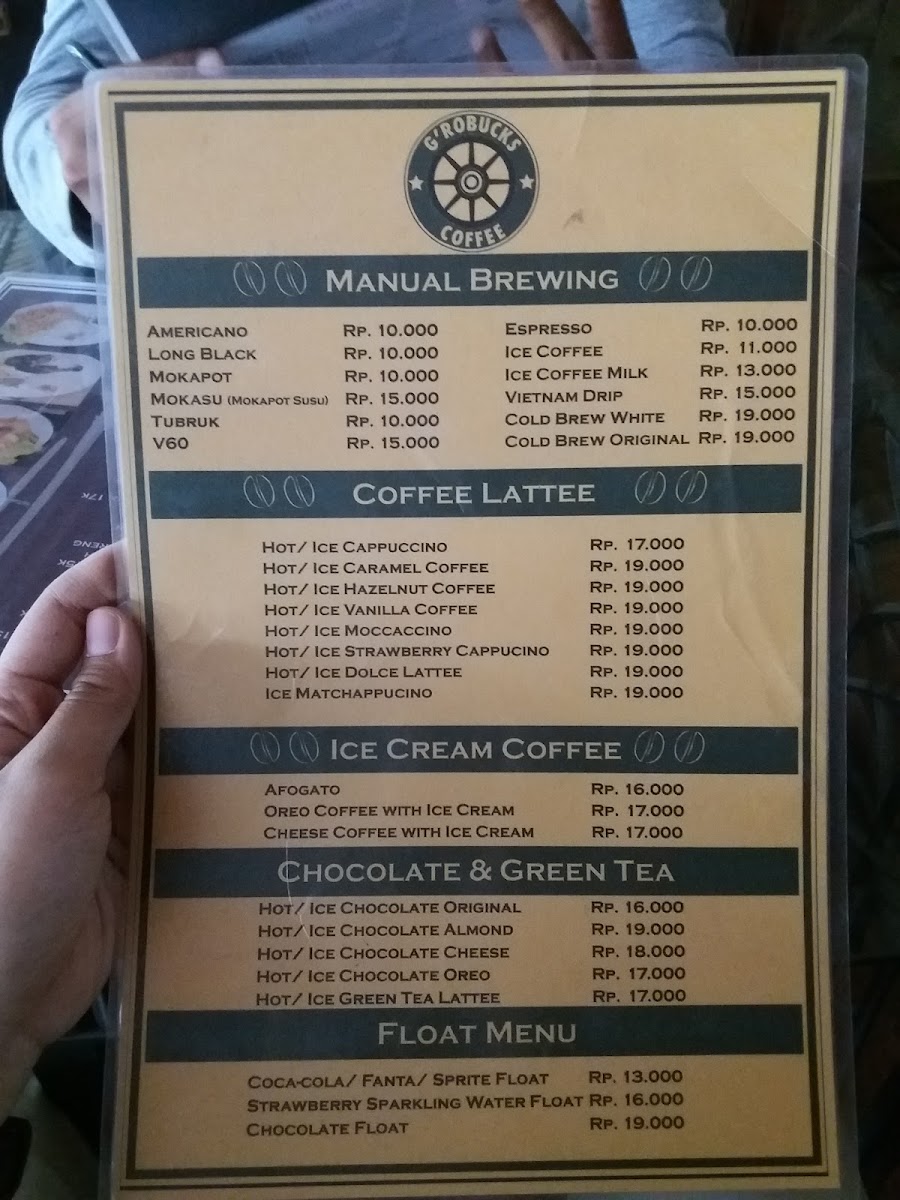 G'ROBUCKS
COFFEE
MANUAL BREWING
AMERICANO RP. 10.000
LONG BLACK RP. 10.000
MOKAPOT RP. 10.000
MOKASU (MOKAPOT SUSU) RP. 15.000
TUBRUK RP. 10.000
V60 RP. 15.000
ESPRESSO RP. 10.000
ICE COFFEE RP. 11.000
ICE COFFEE MILK RP. 13.000
VIETNAM DRIP RP. 15.000
COLD BREW WHITE RP. 19.000
COLD BREW ORIGINAL RP. 19.000
COFFEE LATTEE
HOT/ ICE CAPPUCCINO RP. 17.000
HOT/ ICE CARAMEL COFFEE RP. 19.000
HOT/ ICE HAZELNUT COFFEE RP. 19.000
HOT/ ICE VANILLA COFFEE RP. 19.000
HOT/ ICE MOCCACCINO RP. 19.000
HOT/ ICE STRAWBERRY CAPPUCINO RP. 19.000
HOT/ ICE DOLCE LATTEE RP. 19.000
ICE MATCHAPPUCINO RP. 19.000
ICE CREAM COFFEE
AFOGATO RP. 16.000
OREO COFFEE WITH ICE CREAM RP. 17.000
CHEESE COFFEE WITH ICE CREAM RP. 17.000
CHOCOLATE & GREEN TEA
HOT/ ICE CHOCOLATE ORIGINAL RP. 16.000
HOT/ ICE CHOCOLATE ALMOND RP. 19.000
HOT/ ICE CHOCOLATE CHEESE RP. 18.000
HOT/ ICE CHOCOLATE OREO RP. 17.000
HOT/ ICE GREEN TEA LATTEE RP. 17.000
FLOAT MENU
COCA-COLA/ FANTA/ SPRITE FLOAT RP. 13.000
STRAWBERRY SPARKLING WATER FLOAT RP. 16.000
CHOCOLATE FLOAT RP. 19.000
17K